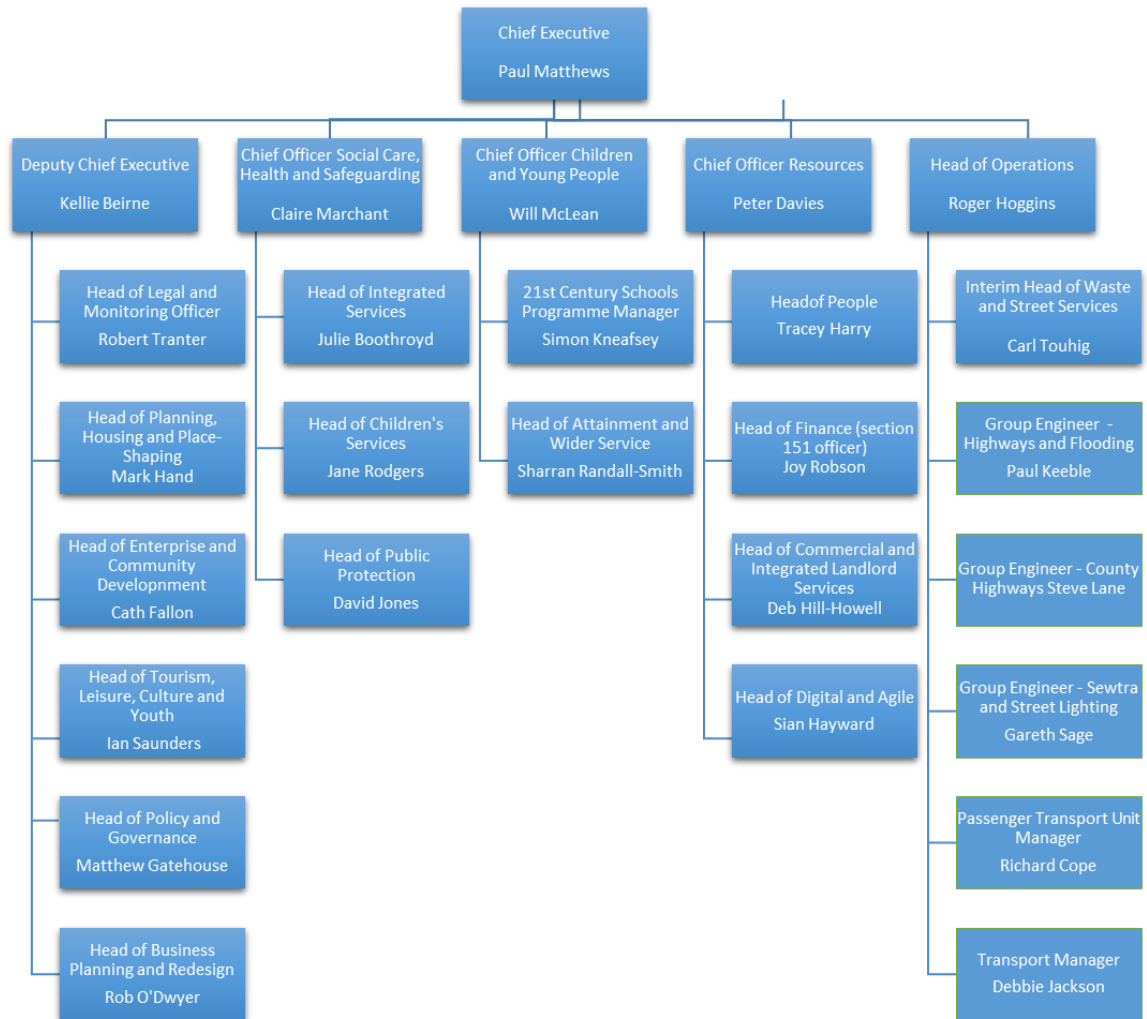 Chief Executive
Paul Matthews
Deputy Chief Executive
Kellie Beirne
Chief Officer Social Care,
Health and Safeguarding
Claire Marchant
Chief Officer Children
and Young People
Will McLean
Chief Officer Resources
Peter Davies
Head of Operations
Roger Hoggins
Head of Legal and
Monitoring Officer
Robert Tranter
Head of Planning,
Housing and Place-
Shaping
Mark Hand
Head of Enterprise and
Community
Developnment
Cath Fallon
Head of Tourism,
Leisure, Culture and
Youth
Ian Saunders
Head of Policy and
Governance
Matthew Gatehouse
Head of Business
Planning and Redesign
Rob O'Dwyer
Head of Integrated
Services
Julie Boothroyd
Head of Children's
Services
Jane Rodgers
Head of Public
Protection
David Jones
21st Century Schools
Programme Manager
Simon Kneafsey
Head of Attainment and
Wider Service
Sharran Randall-Smith
Headof People
Tracey Harry
Head of Finance (section
151 officer)
Joy Robson
Head of Commercial and
Integrated Landlord
Services
Deb Hill-Howell
Head of Digital and Agile
Sian Hayward
Interim Head of Waste
and Street Services
Carl Touhig
Group Engineer  -
Highways and Flooding
Paul Keeble
Group Engineer - County
Highways Steve Lane
Group Engineer - Sewtra
and Street Lighting
Gareth Sage
Passenger Transport Unit
Manager
Richard Cope
Transport Manager
Debbie Jackson